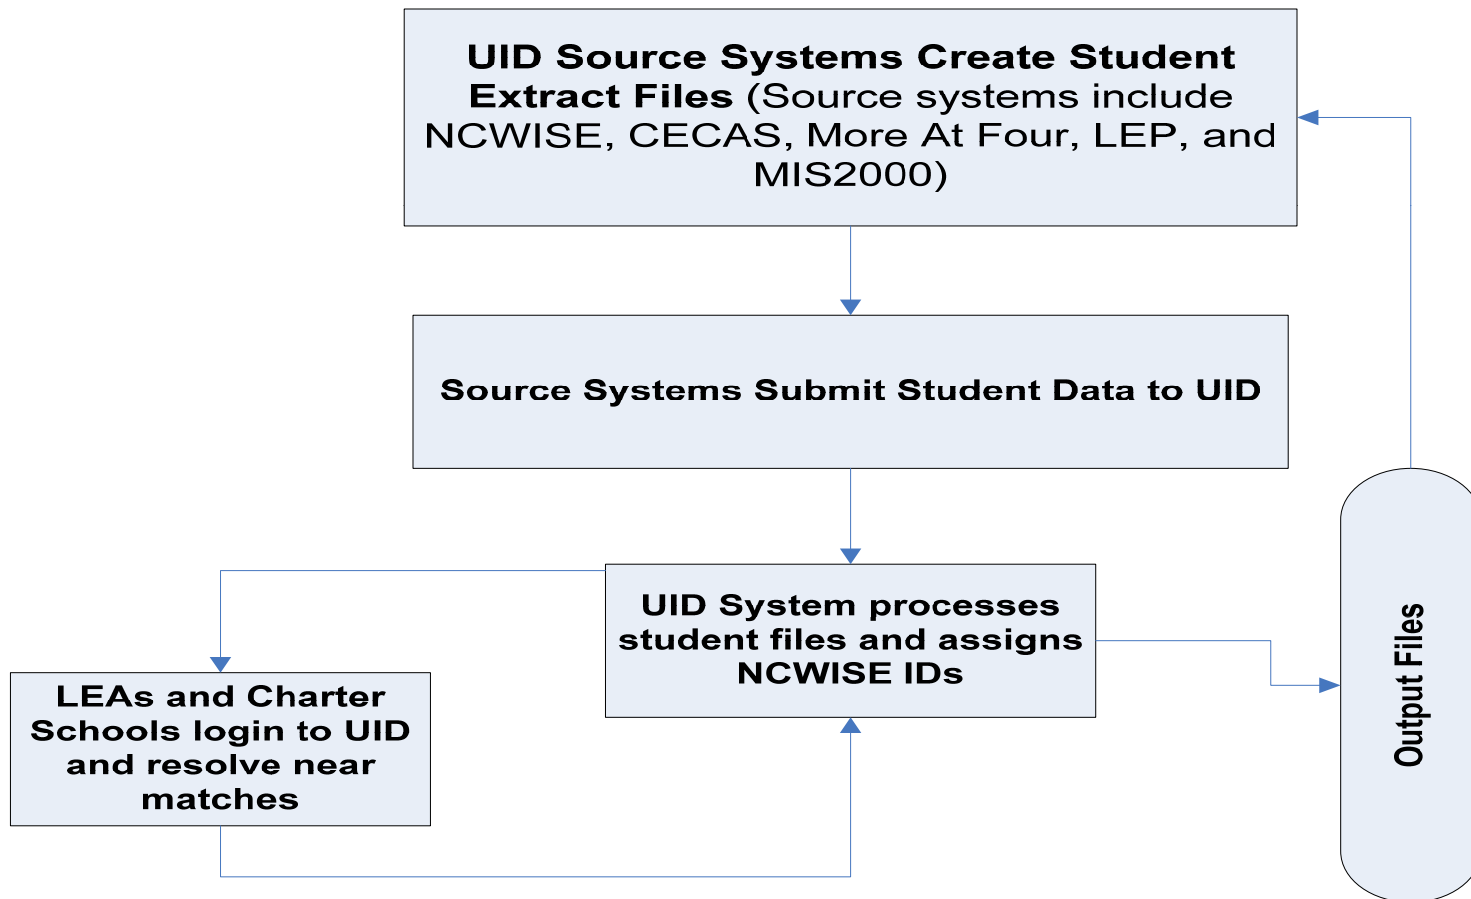 UID Source Systems Create Student
Extract Files (Source systems include
NCWISE, CECAS, More At Four, LEP, and
MIS2000)
Source Systems Submit Student Data to UID
UID System processes
student files and assigns
NCWISE IDs
LEAs and Charter
Schools login to UID
and resolve near
matches
Output Files